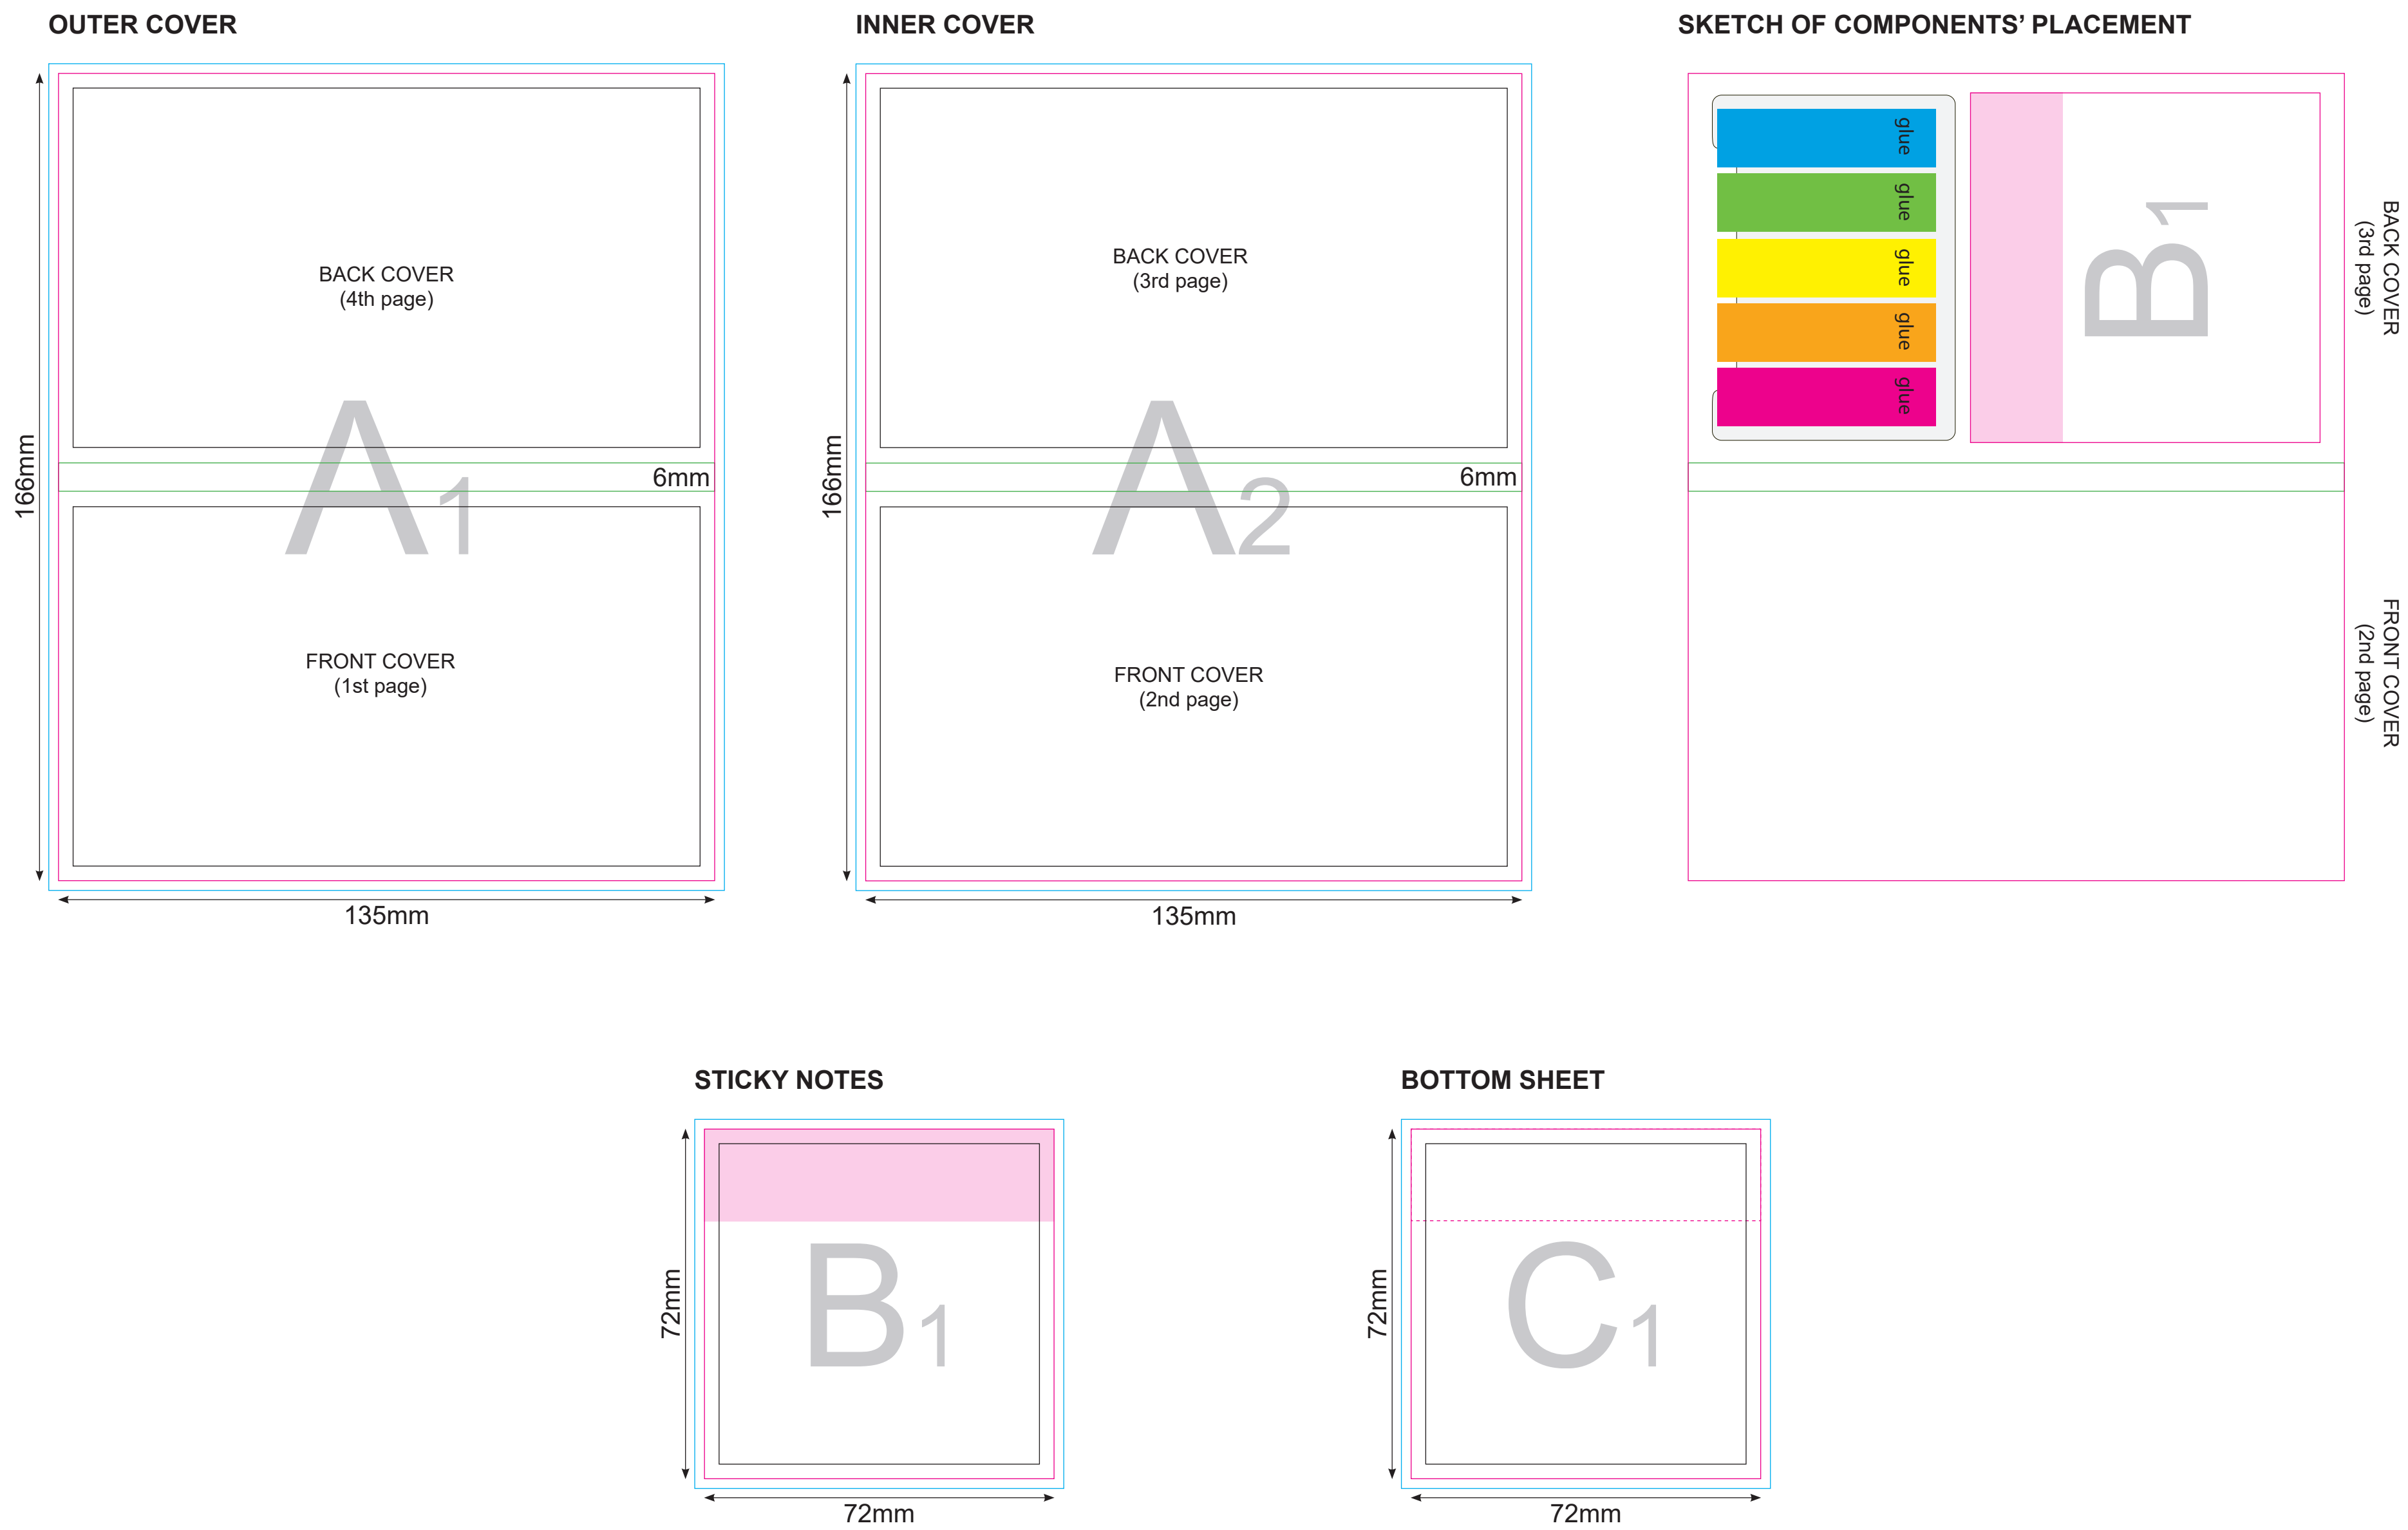 OUTER COVER
BACK COVER
(4th page)
A1
6mm
166mm
FRONT COVER
(1st page)
135mm
INNER COVER
BACK COVER
(3rd page)
A2
6mm
166mm
FRONT COVER
(2nd page)
135mm
SKETCH OF COMPONENTS’ PLACEMENT
glue
glue
glue
glue
glue
B1
BACK COVER
(3rd page)
FRONT COVER
(2nd page)
STICKY NOTES
B1
72mm
72mm
BOTTOM SHEET
C1
72mm
72mm